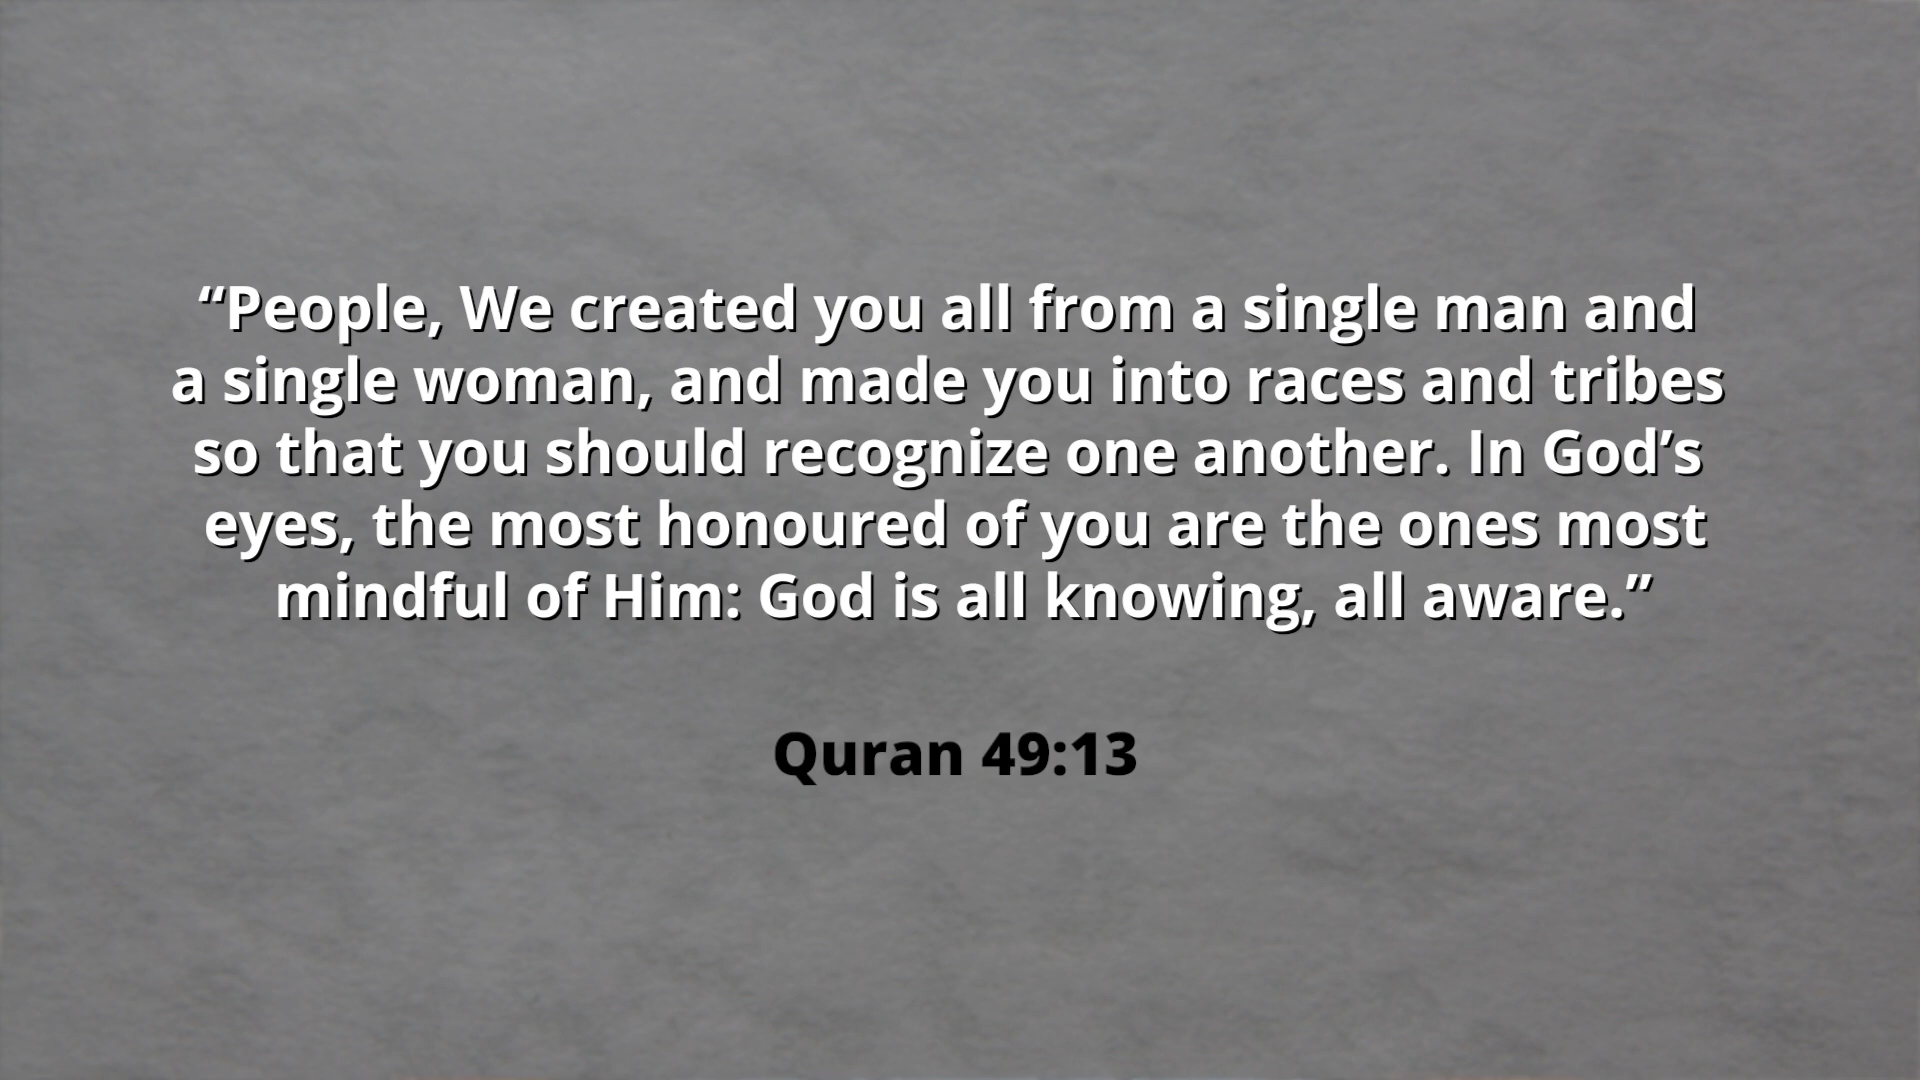 “People, We created you all from a single man and
a single woman, and made you into races and tribes
so that you should recognize one another. In God’s
eyes, the most honoured of you are the ones most
mindful of Him: God is all knowing, all aware.”
Quran 49:13